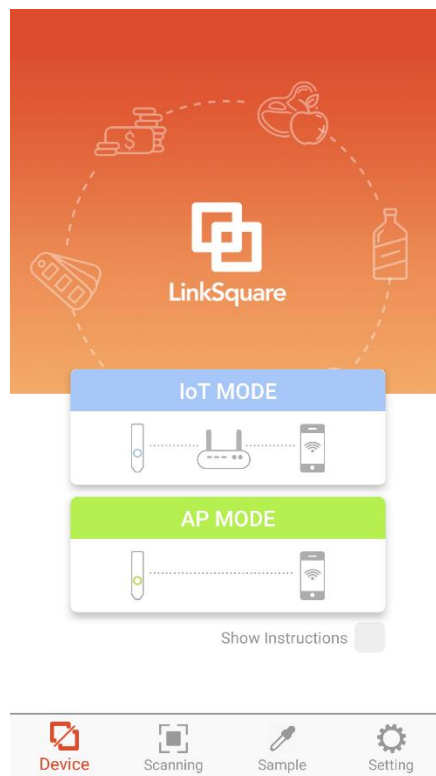 $
LinkSquare
IoT MODE
AP MODE
Show Instructions
Device Scanning Sample Setting